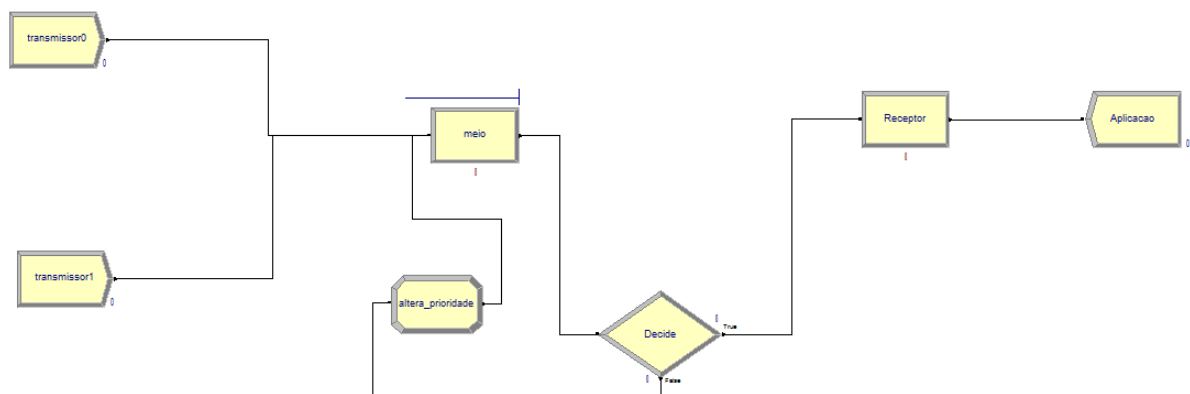 transmissor0
0
meio
0
Receptor
0
Aplicacao
0
transmissor1
0
altera_prioridade
Decide
0
True
0
False